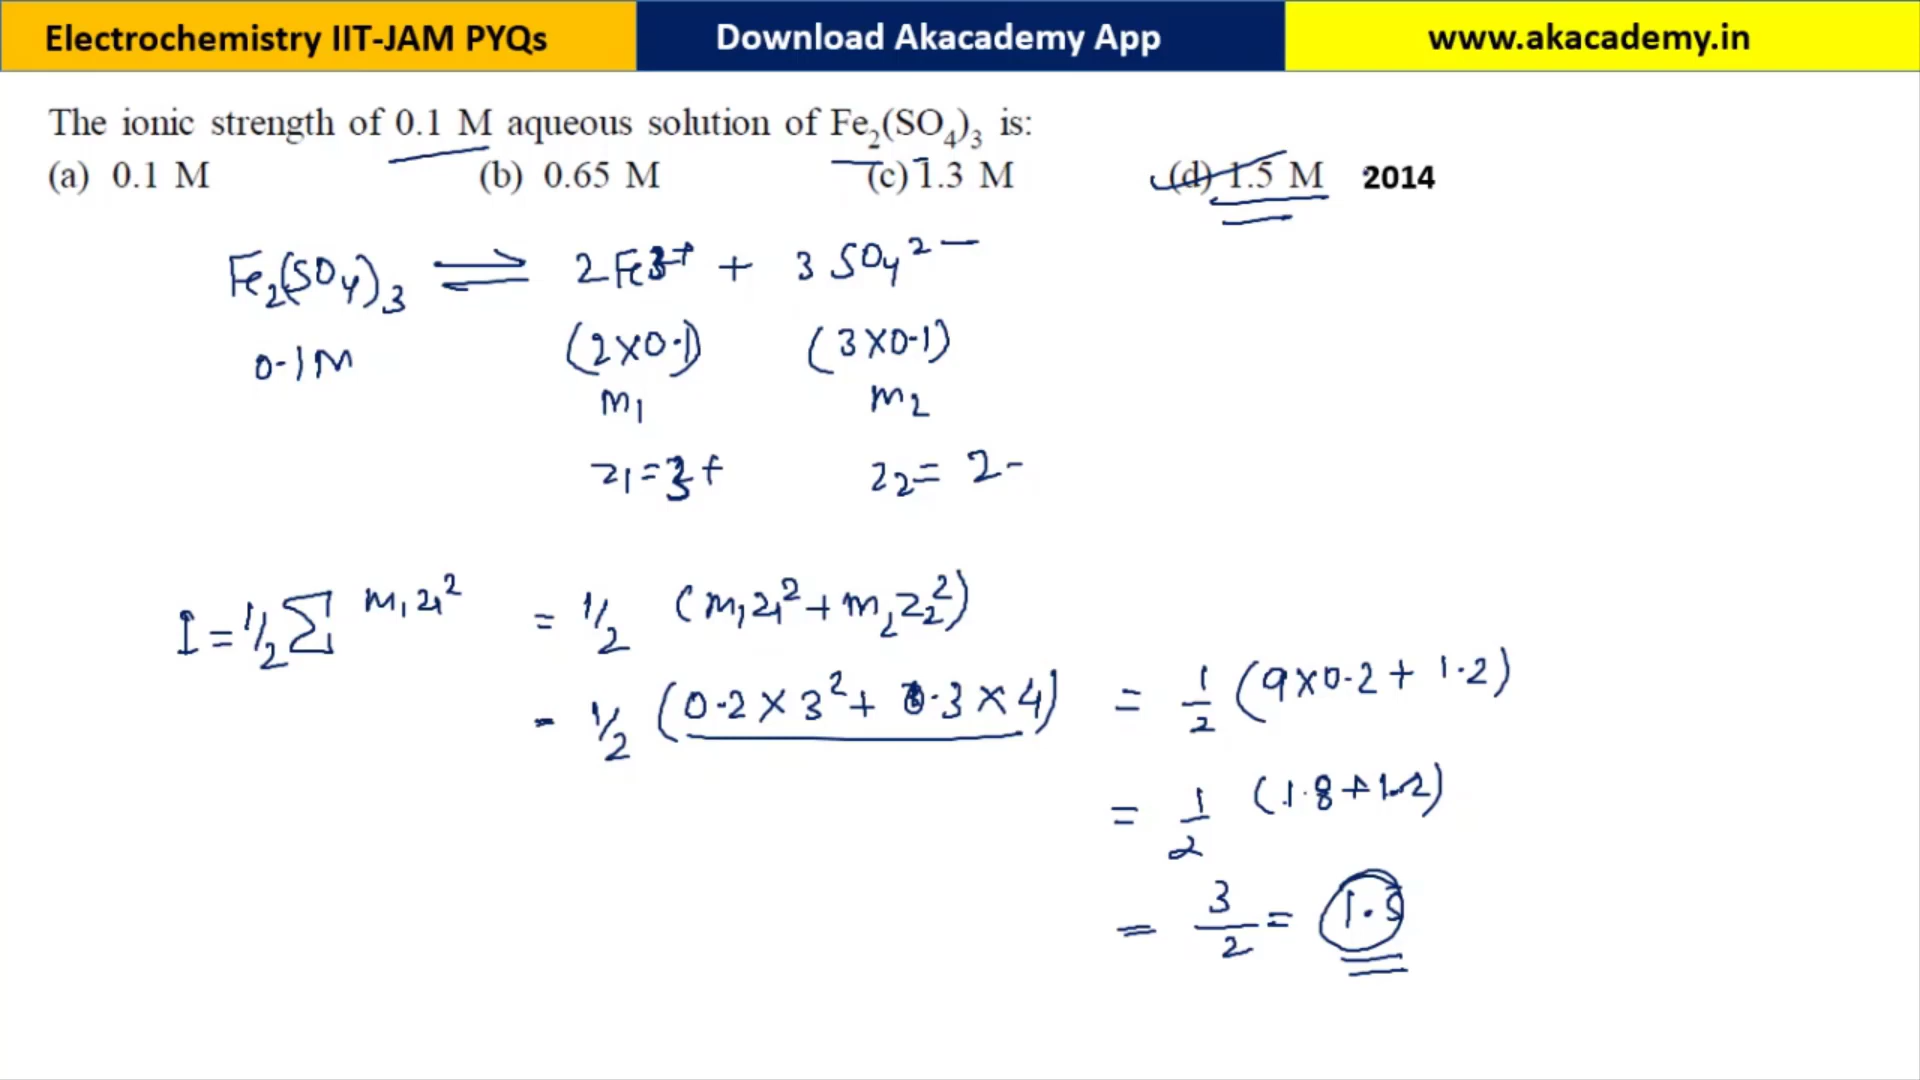 Electrochemistry IIT-JAM PYQs Download Akacademy App www.akacademy.in
The ionic strength of 0.1 M aqueous solution of Fe₂(SO₄)₃ is:
(a) 0.1 M (b) 0.65 M (c) 1.3 M (d) 1.5 M 2014
Fe₂(SO₄)₃ ⇌ 2Fe³⁺ + 3SO₄²⁻
0.1M (2×0.1) (3×0.1)
m₁ m₂
z₁=3+ z₂=2-
I = 1/2 Σ m₁z₁² = 1/2 (m₁z₁² + m₂z₂²)
= 1/2 (0.2×3² + 0.3×4) = 1/2 (9×0.2 + 1.2)
= 1/2 (1.8+1.2)
= 3/2 = 1.5